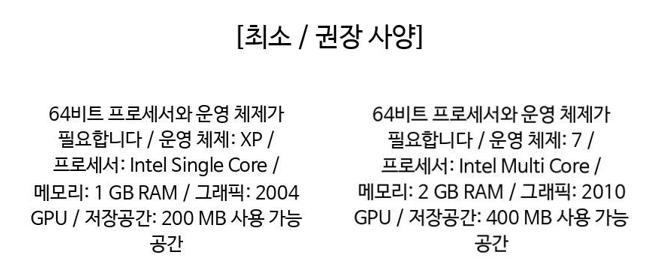 [최소 / 권장 사양]
64비트 프로세서와 운영 체제가
필요합니다 / 운영 체제: XP /
프로세서: Intel Single Core /
메모리: 1 GB RAM / 그래픽: 2004
GPU / 저장공간: 200 MB 사용 가능
공간
64비트 프로세서와 운영 체제가
필요합니다 / 운영 체제: 7 /
프로세서: Intel Multi Core /
메모리: 2 GB RAM / 그래픽: 2010
GPU / 저장공간: 400 MB 사용 가능
공간